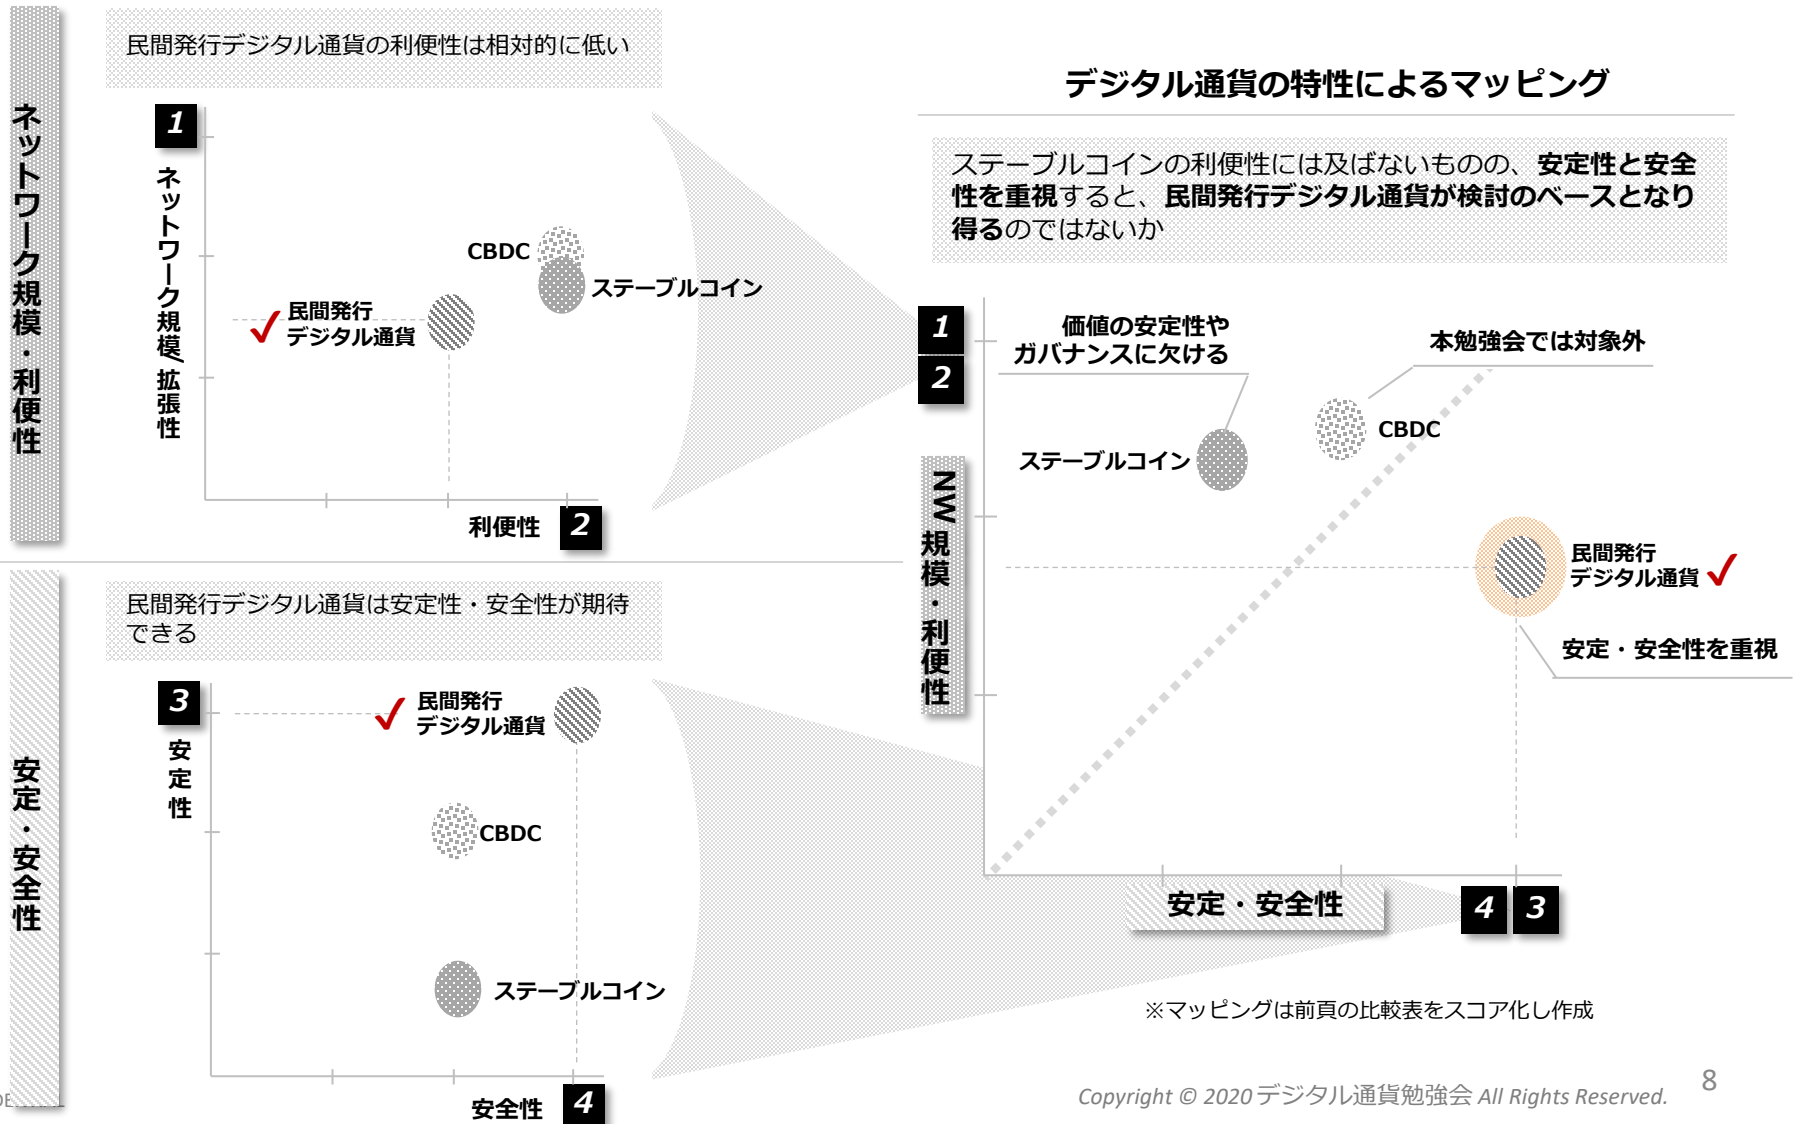 ネットワーク規模・利便性
民間発行デジタル通貨の利便性は相対的に低い
1
ネットワーク規模/拡張性
CBDC
ステーブルコイン
民間発行
デジタル通貨
利便性
2
安定・安全性
民間発行デジタル通貨は安定性・安全性が期待
できる
3
安定性
民間発行
デジタル通貨
CBDC
ステーブルコイン
安全性
4
デジタル通貨の特性によるマッピング
ステーブルコインの利便性には及ばないものの、安定性と安全
性を重視すると、民間発行デジタル通貨が検討のベースとなり
得るのではないか
1
2
NW規模・利便性
価値の安定性や
ガバナンスに欠ける
本勉強会では対象外
ステーブルコイン
CBDC
民間発行
デジタル通貨
安定・安全性を重視
安定・安全性
4
3
※マッピングは前頁の比較表をスコア化し作成
Copyright © 2020 デジタル通貨勉強会 All Rights Reserved.
8